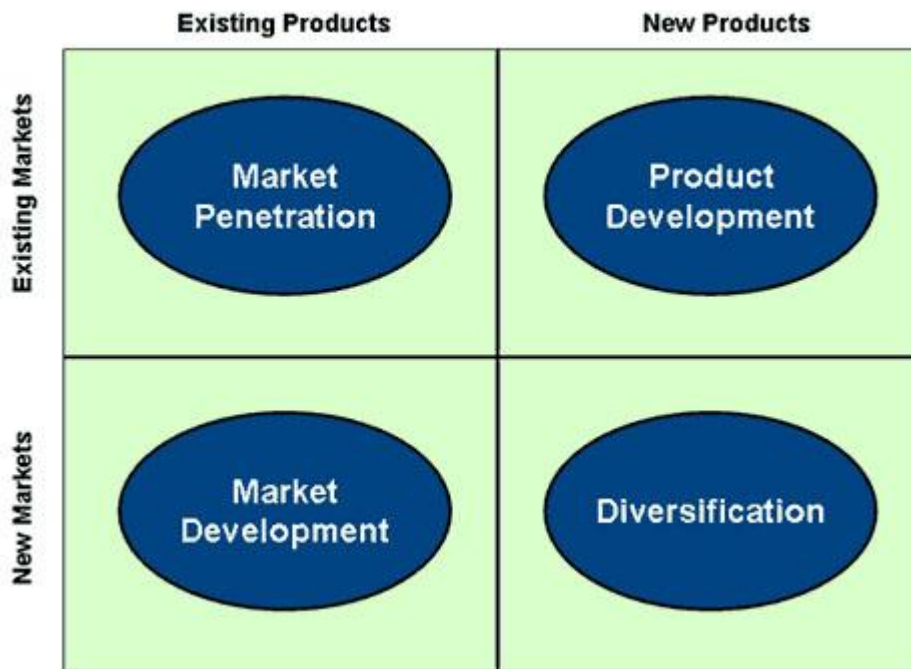 Existing Products
New Products
Existing Markets
Market
Penetration
Product
Development
New Markets
Market
Development
Diversification